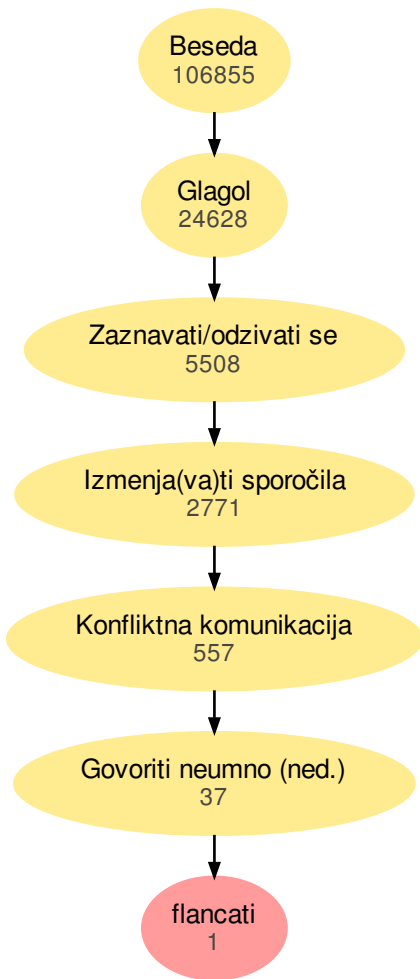 Beseda
106855
Glagol
24628
Zaznavati/odzivati se
5508
Izmenja(va)ti sporočila
2771
Konfliktna komunikacija
557
Govoriti neumno (ned.)
37
flancati
1